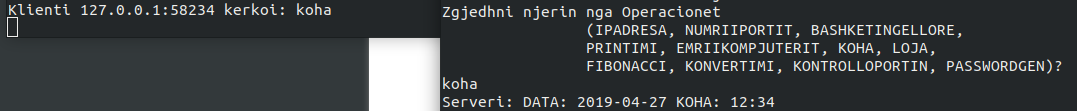 Klienti 127.0.0.1:58234 kerkoi: koha
Zgjedhni njerin nga Operacionet
(IPADRESA, NUMRIIPORTIT, BASHKETINGELLORE,
PRINTIMI, EMRIIKOMPJUTERIT, KOHA, LOJA,
FIBONACCI, KONVERTIMI, KONTROLLOPORTIN, PASSWORDGEN)?
koha
Serveri: DATA: 2019-04-27 KOHA: 12:34